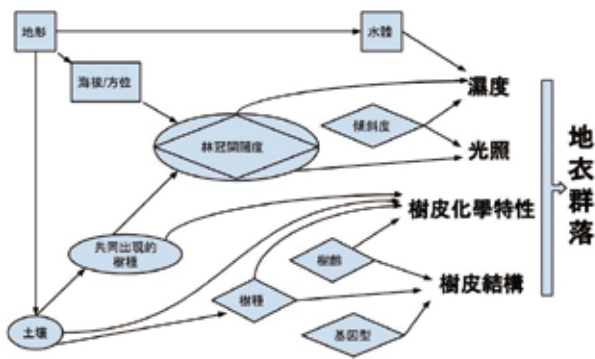 地形
水體
海拔/方位
濕度
傾斜度
林冠開闊度
光照
地衣群落
樹皮化學特性
共同出現的
樹種
樹齡
樹皮結構
樹種
土壤
基因型